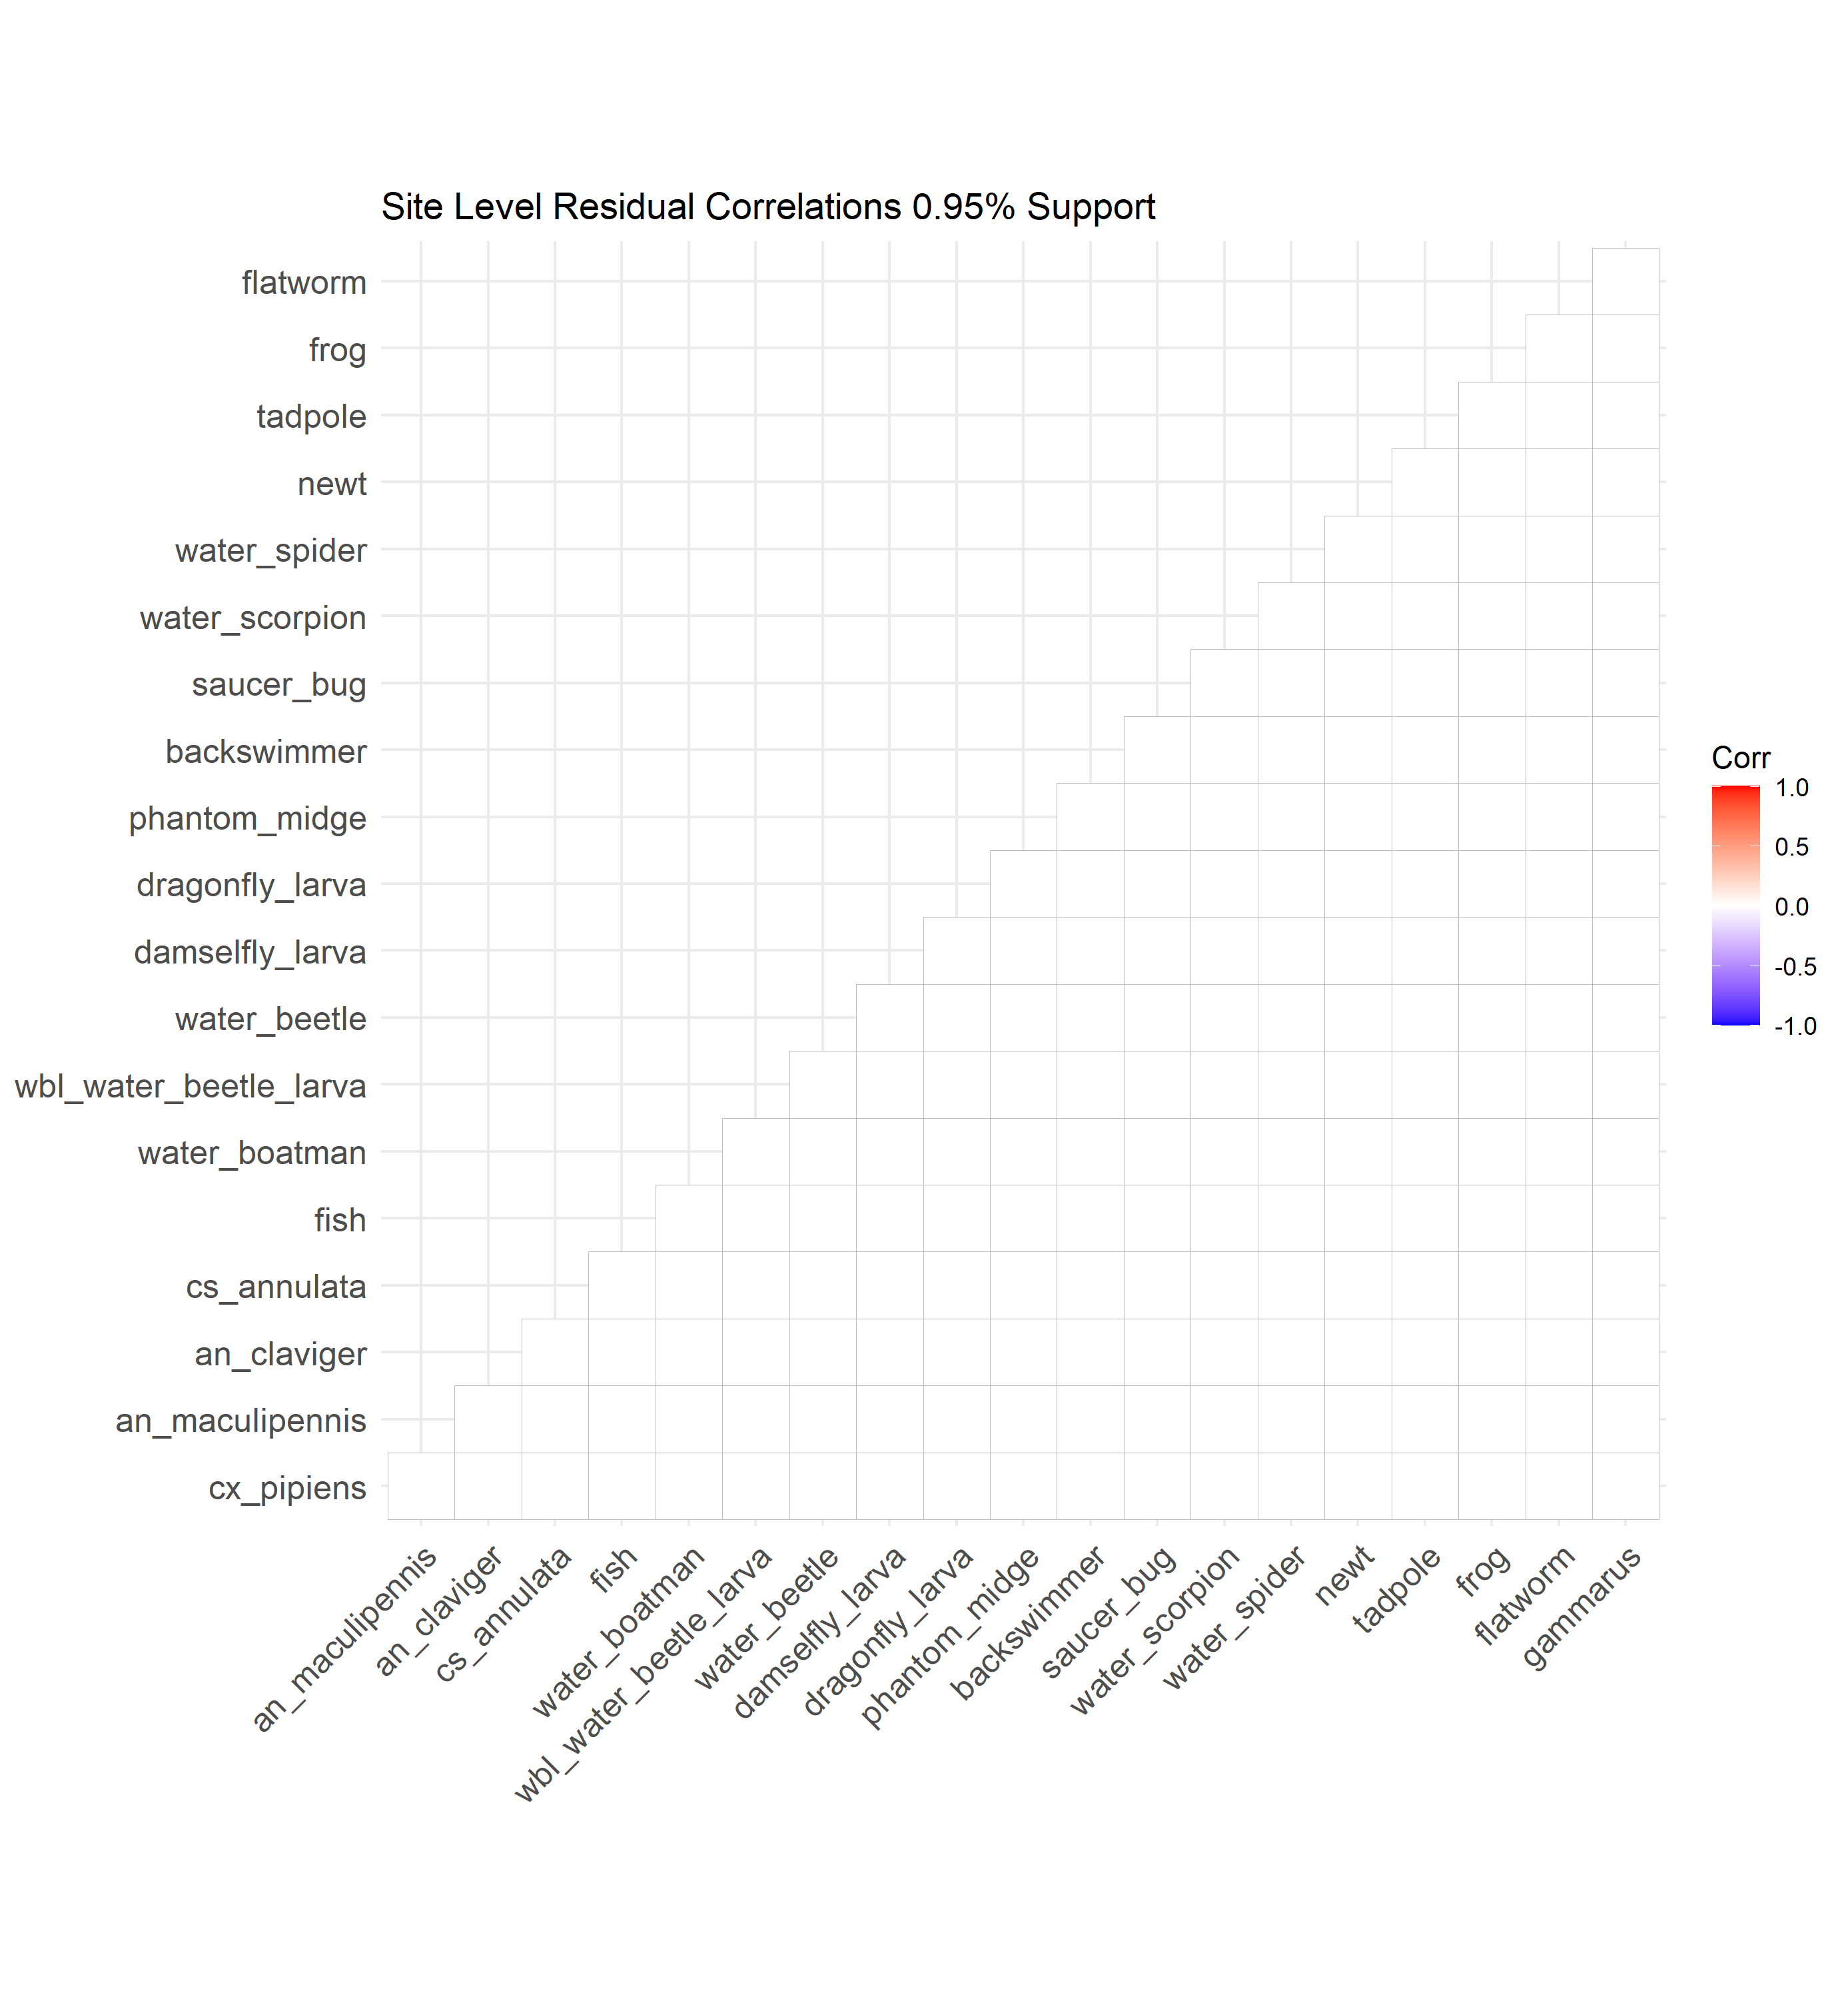 Site Level Residual Correlations 0.95% Support
flatworm
frog
tadpole
newt
water_spider
water_scorpion
saucer_bug
backswimmer
phantom_midge
dragonfly_larva
damselfly_larva
water_beetle
wbl_water_beetle_larva
water_boatman
fish
cs_annulata
an_claviger
an_maculipennis
cx_pipiens
an_maculipennis
an_claviger
cs_annulata
fish
water_boatman
wbl_water_beetle_larva
water_beetle
damselfly_larva
dragonfly_larva
phantom_midge
backswimmer
saucer_bug
water_scorpion
water_spider
newt
tadpole
frog
flatworm
gammarus
Corr
1.0
0.5
0.0
-0.5
-1.0